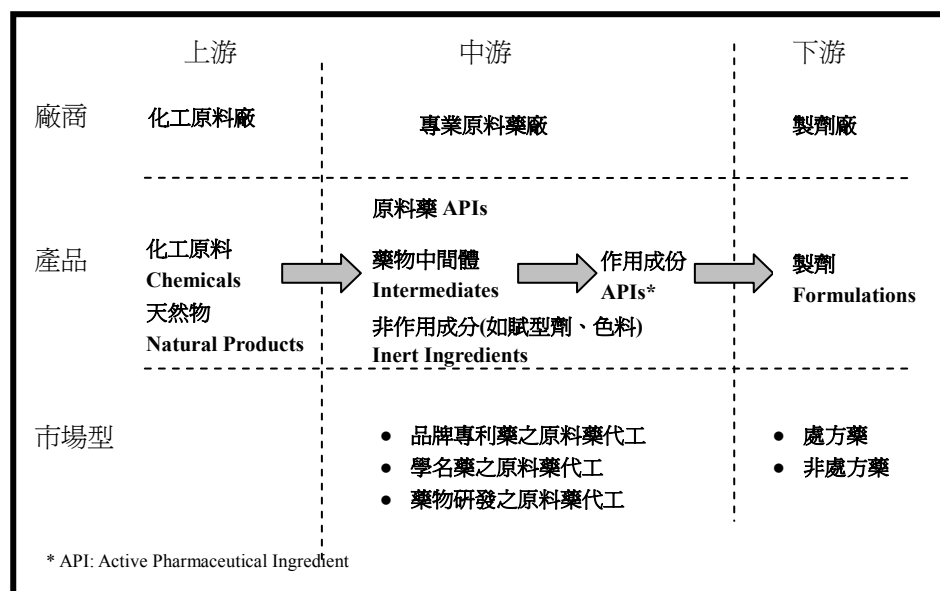 上游 中游 下游
廠商 化工原料廠 專業原料藥廠 製劑廠
原料藥 APIs
產品 化工原料 藥物中間體 作用成份 製劑
Chemicals Intermediates APIs* Formulations
天然物 非作用成分(如賦型劑、色料)
Natural Products Inert Ingredients
市場型 • 品牌專利藥之原料藥代工 • 處方藥
• 學名藥之原料藥代工 • 非處方藥
• 藥物研發之原料藥代工
* API: Active Pharmaceutical Ingredient